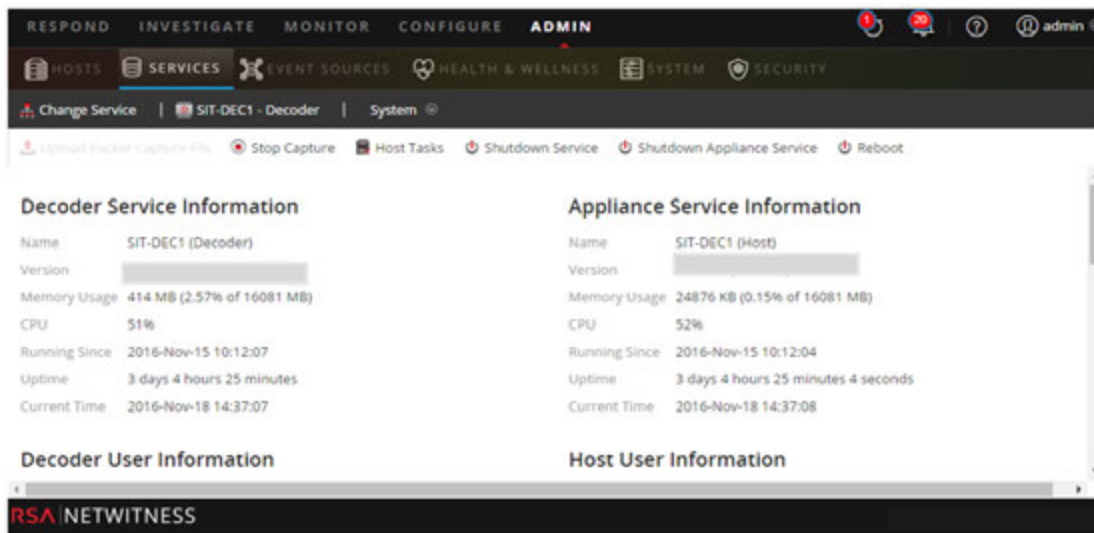 RESPOND INVESTIGATE MONITOR CONFIGURE ADMIN 1 20 admin
HOSTS SERVICES EVENT SOURCES HEALTH & WELLNESS SYSTEM SECURITY
Change Service | SIT-DEC1 - Decoder | System
Upload Packet Capture File Stop Capture Host Tasks Shutdown Service Shutdown Appliance Service Reboot
Decoder Service Information Appliance Service Information
Name SIT-DEC1 (Decoder) Name SIT-DEC1 (Host)
Version Version
Memory Usage 414 MB (2.57% of 16081 MB) Memory Usage 24876 KB (0.15% of 16081 MB)
CPU 51% CPU 52%
Running Since 2016-Nov-15 10:12:07 Running Since 2016-Nov-15 10:12:04
Uptime 3 days 4 hours 25 minutes Uptime 3 days 4 hours 25 minutes 4 seconds
Current Time 2016-Nov-18 14:37:07 Current Time 2016-Nov-18 14:37:08
Decoder User Information Host User Information
RSA NETWITNESS